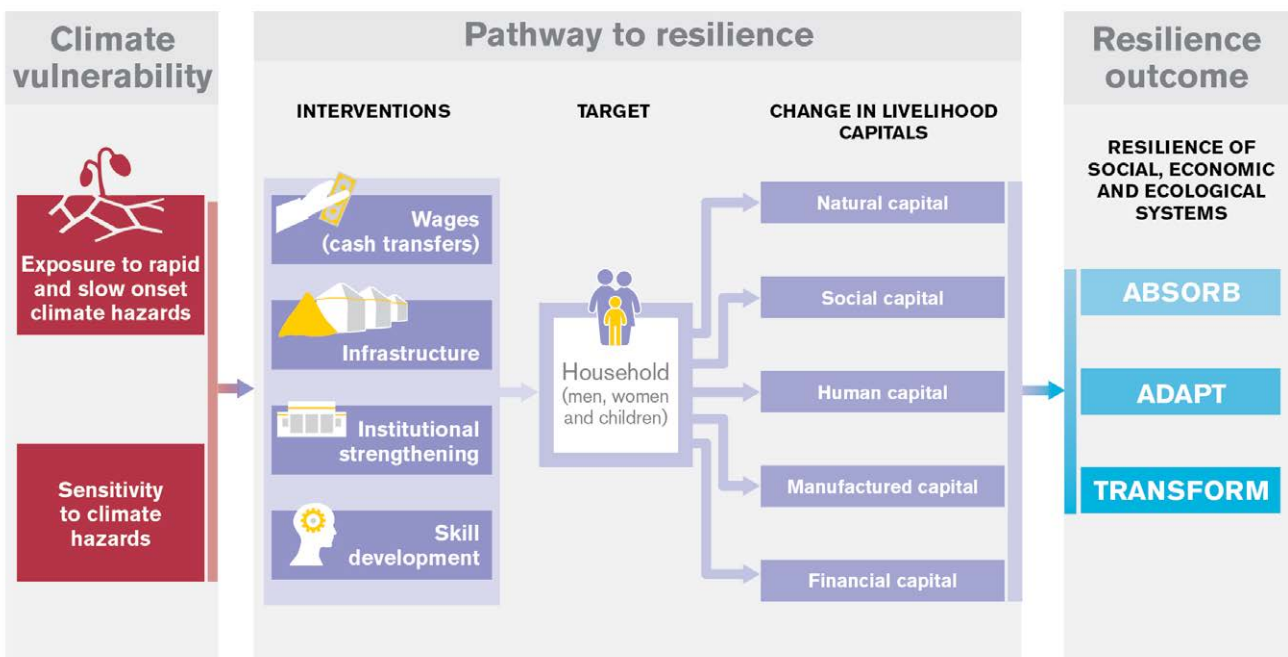 Climate
vulnerability
Exposure to rapid
and slow onset
climate hazards
Sensitivity
to climate
hazards
Pathway to resilience
INTERVENTIONS
Wages
(cash transfers)
Infrastructure
Institutional
strengthening
Skill
development
TARGET
Household
(men, women
and children)
CHANGE IN LIVELIHOOD
CAPITALS
Natural capital
Social capital
Human capital
Manufactured capital
Financial capital
Resilience
outcome
RESILIENCE OF
SOCIAL, ECONOMIC
AND ECOLOGICAL
SYSTEMS
ABSORB
ADAPT
TRANSFORM